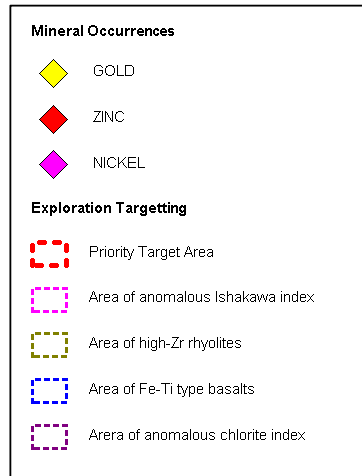 Mineral Occurrences
GOLD
ZINC
NICKEL
Exploration Targetting
Priority Target Area
Area of anomalous Ishakawa index
Area of high-Zr rhyolites
Area of Fe-Ti type basalts
Arera of anomalous chlorite index